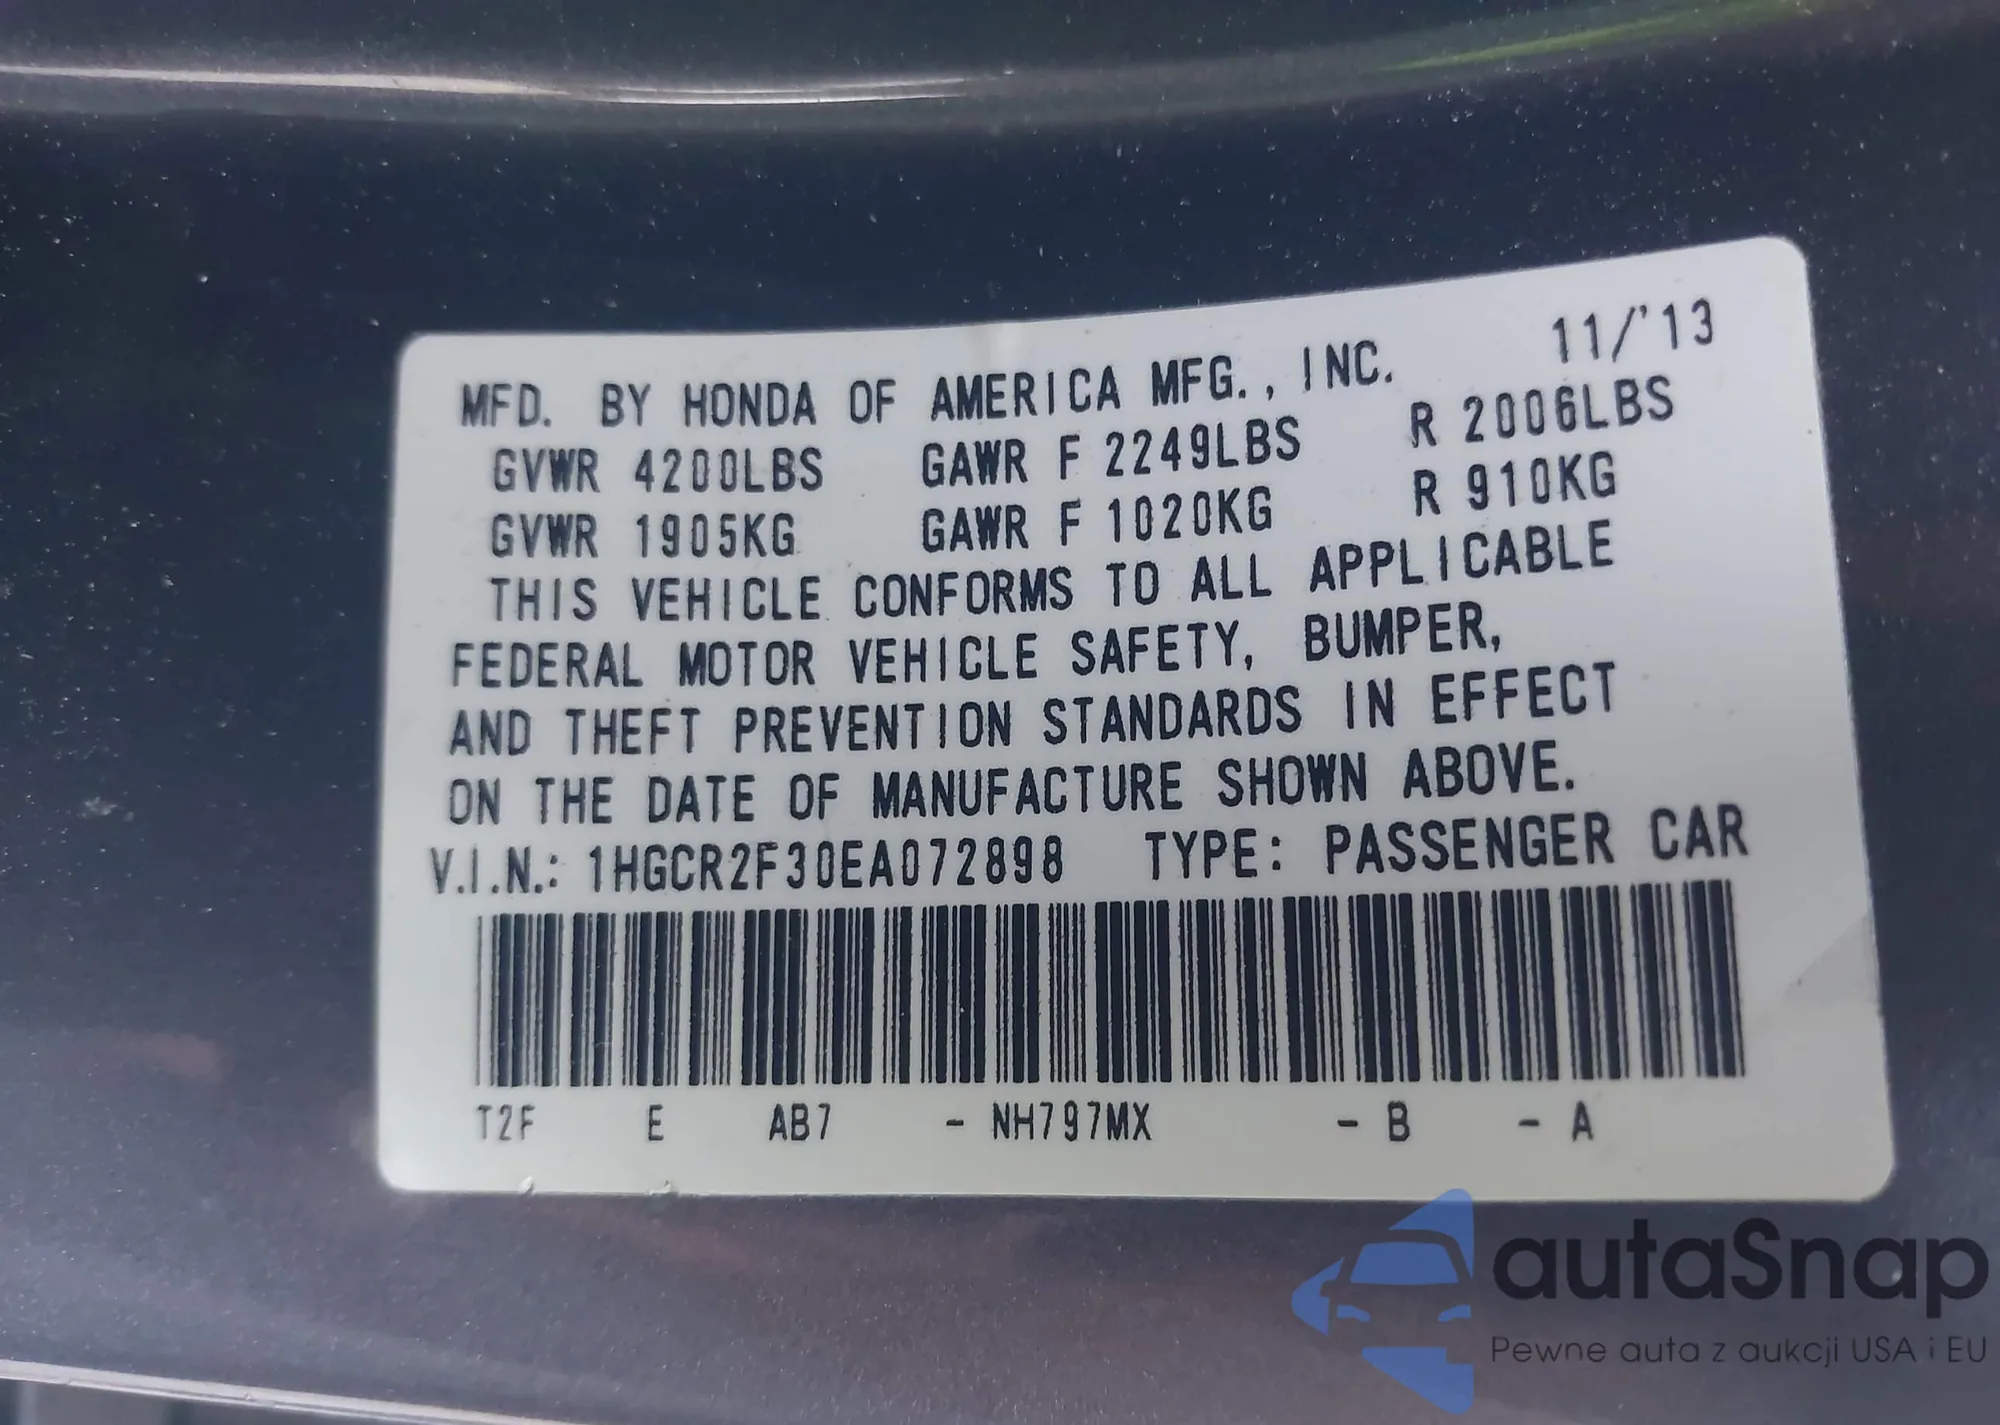 MFD. BY HONDA OF AMERICA MFG., INC. 11/'13
GVWR 4200LBS GAWR F 2249LBS R 2006LBS
GVWR 1905KG GAWR F 1020KG R 910KG
THIS VEHICLE CONFORMS TO ALL APPLICABLE
FEDERAL MOTOR VEHICLE SAFETY, BUMPER,
AND THEFT PREVENTION STANDARDS IN EFFECT
ON THE DATE OF MANUFACTURE SHOWN ABOVE.
V.I.N.: 1HGCR2F30EA072898 TYPE: PASSENGER CAR
T2F E AB7 - NH797MX - B - A
autaSnap
Pewne auta z aukcji USA i EU